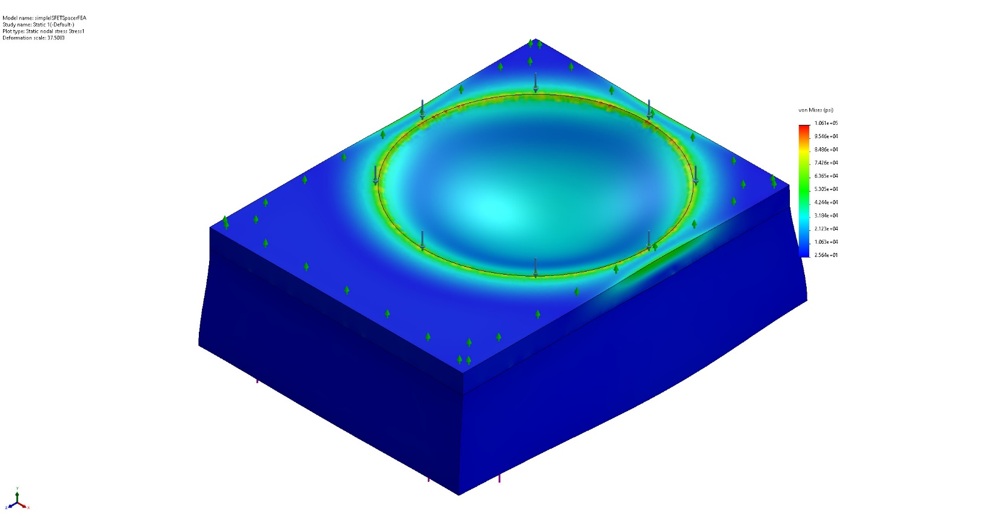 Model name: simpleISFETSpacerFEA
Study name: Static 1(-Default-)
Plot type: Static nodal stress Stress1
Deformation scale: 37.5083
von Mises (psi)
1.061e+05
9.546e+04
8.486e+04
7.426e+04
6.365e+04
5.305e+04
4.244e+04
3.184e+04
2.123e+04
1.063e+04
2.564e+01
Y
Z
X